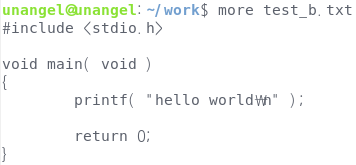 unangel@unangel:~/work$ more test_b.txt
#include <stdio.h>

void main( void )
{
        printf( "hello world₩n" );

        return 0;
}